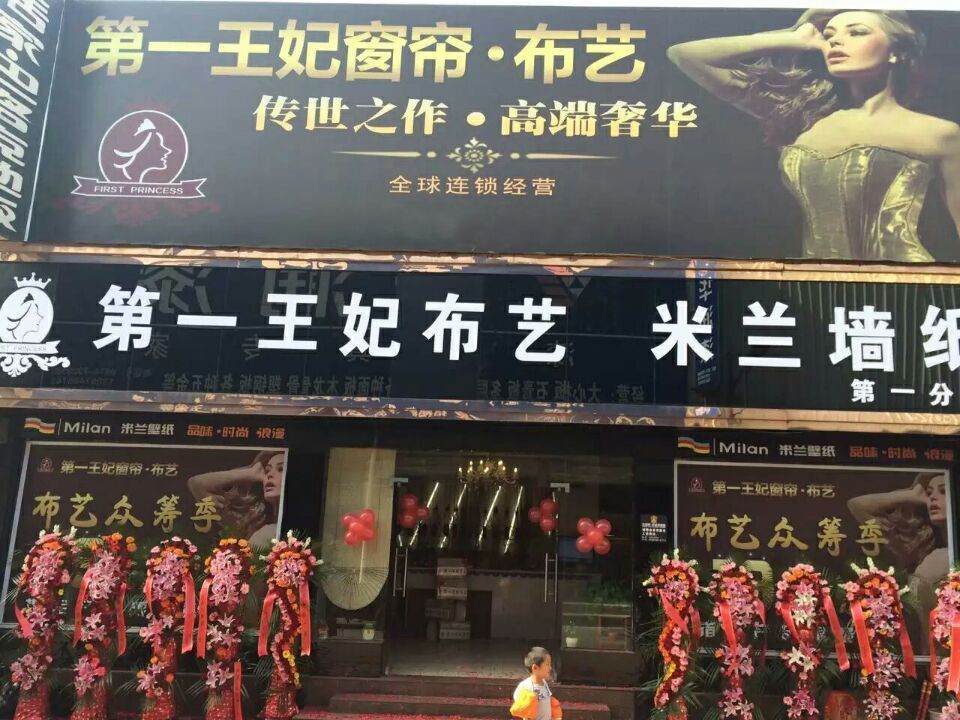 第一王妃窗帘·布艺
传世之作·高端奢华
FIRST PRINCESS
全球连锁经营
第一王妃布艺 米兰墙纸
第一分
Milan 米兰壁纸 品味·时尚 浪漫
第一王妃窗帘·布艺
布艺众筹季
Milan 米兰壁纸 品味·时尚 浪漫
第一王妃窗帘·布艺
布艺众筹季